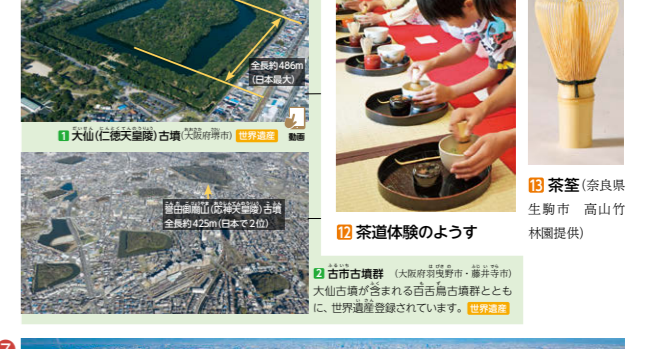 全長約486m
(日本最大)
1 大仙(仁徳天皇陵)古墳(大阪府堺市) 世界遺産
動画
誉田御廟山(応神天皇陵)古墳
全長約425m(日本で2位)
2 古市古墳群 (大阪府羽曳野市・藤井寺市)
大仙古墳が含まれる百舌鳥古墳群ととも
に、世界遺産登録されています。 世界遺産
12 茶道体験のようす
13 茶筌(奈良県
生駒市 高山竹
林園提供)
7